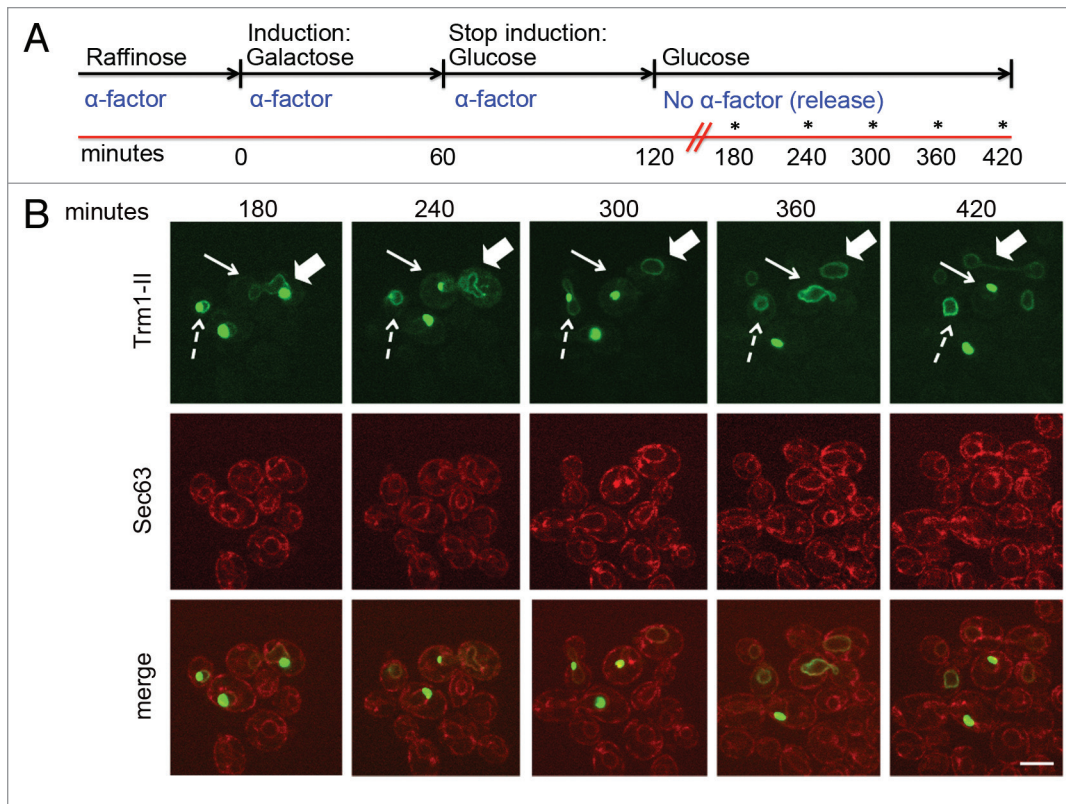 A
Raffinose
Induction:
Galactose
Stop induction:
Glucose
Glucose
α-factor
α-factor
α-factor
No α-factor (release)
* * * * *
minutes 0 60 120 180 240 300 360 420
B
minutes 180 240 300 360 420
Trm1-II
Sec63
merge